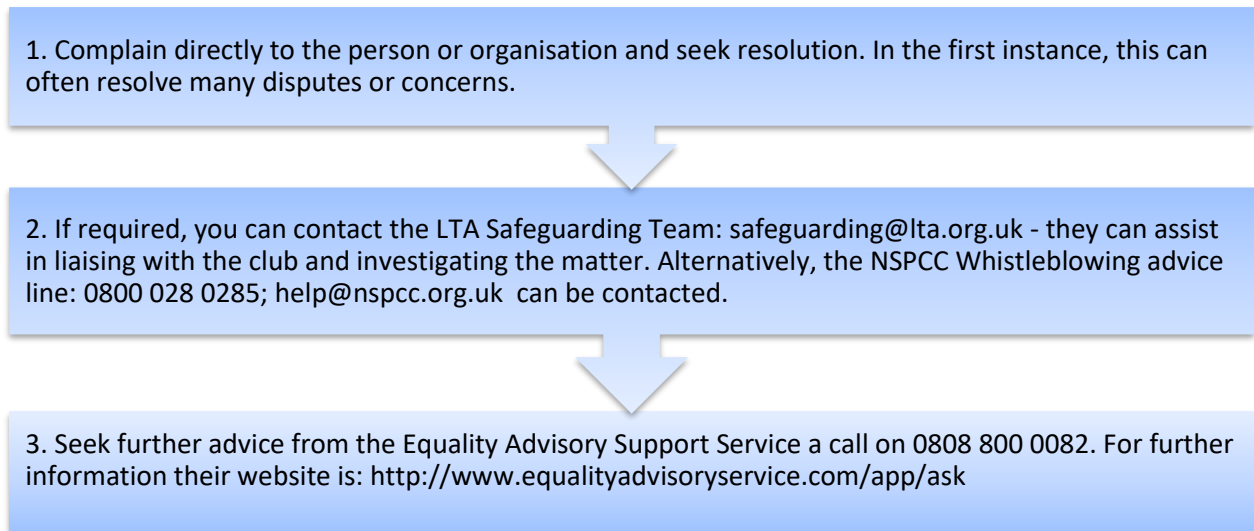 1. Complain directly to the person or organisation and seek resolution. In the first instance, this can
often resolve many disputes or concerns.
2. If required, you can contact the LTA Safeguarding Team: safeguarding@lta.org.uk - they can assist
in liaising with the club and investigating the matter. Alternatively, the NSPCC Whistleblowing advice
line: 0800 028 0285; help@nspcc.org.uk  can be contacted.
3. Seek further advice from the Equality Advisory Support Service a call on 0808 800 0082. For further
information their website is: http://www.equalityadvisoryservice.com/app/ask